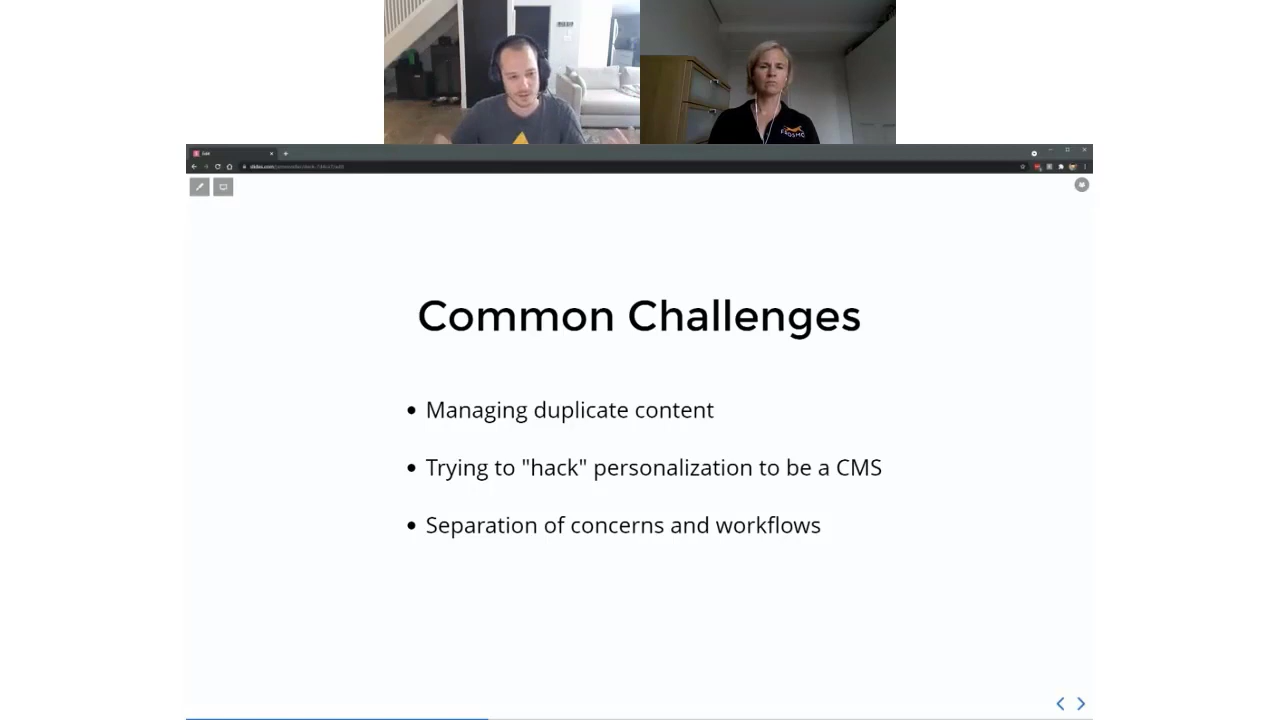 Common Challenges
• Managing duplicate content
• Trying to "hack" personalization to be a CMS
• Separation of concerns and workflows